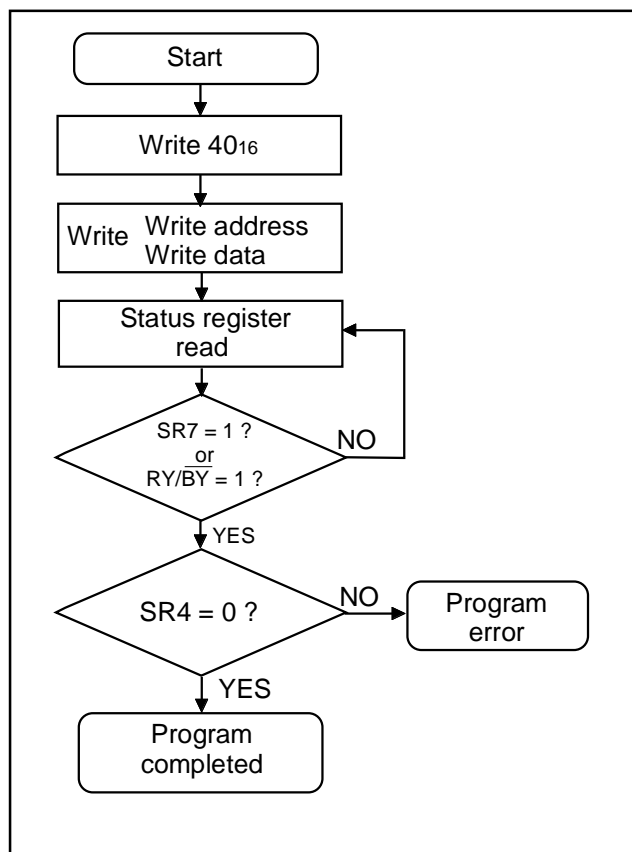 Start
Write 40₁₆
Write
Write address
Write data
Status register
read
SR7 = 1 ?
or
RY/B̅Y̅ = 1 ?
NO
YES
SR4 = 0 ?
NO
Program
error
YES
Program
completed